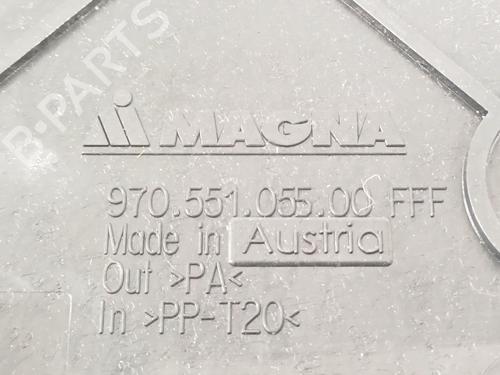 B-PARTS
MAGNA
970.551.055.00 FFF
Made in Austria
Out >PA<
In >PP-T20<